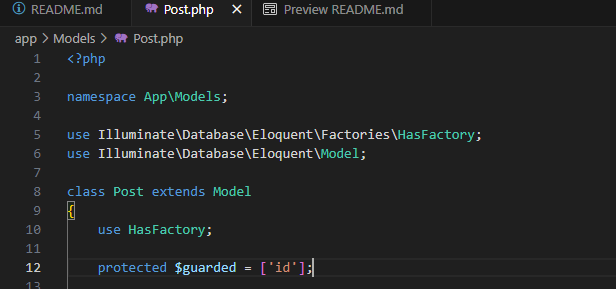 README.md Post.php Preview README.md
app > Models > Post.php
1 <?php
2
3 namespace App\Models;
4
5 use Illuminate\Database\Eloquent\Factories\HasFactory;
6 use Illuminate\Database\Eloquent\Model;
7
8 class Post extends Model
9 {
10 use HasFactory;
11
12 protected $guarded = ['id'];
13